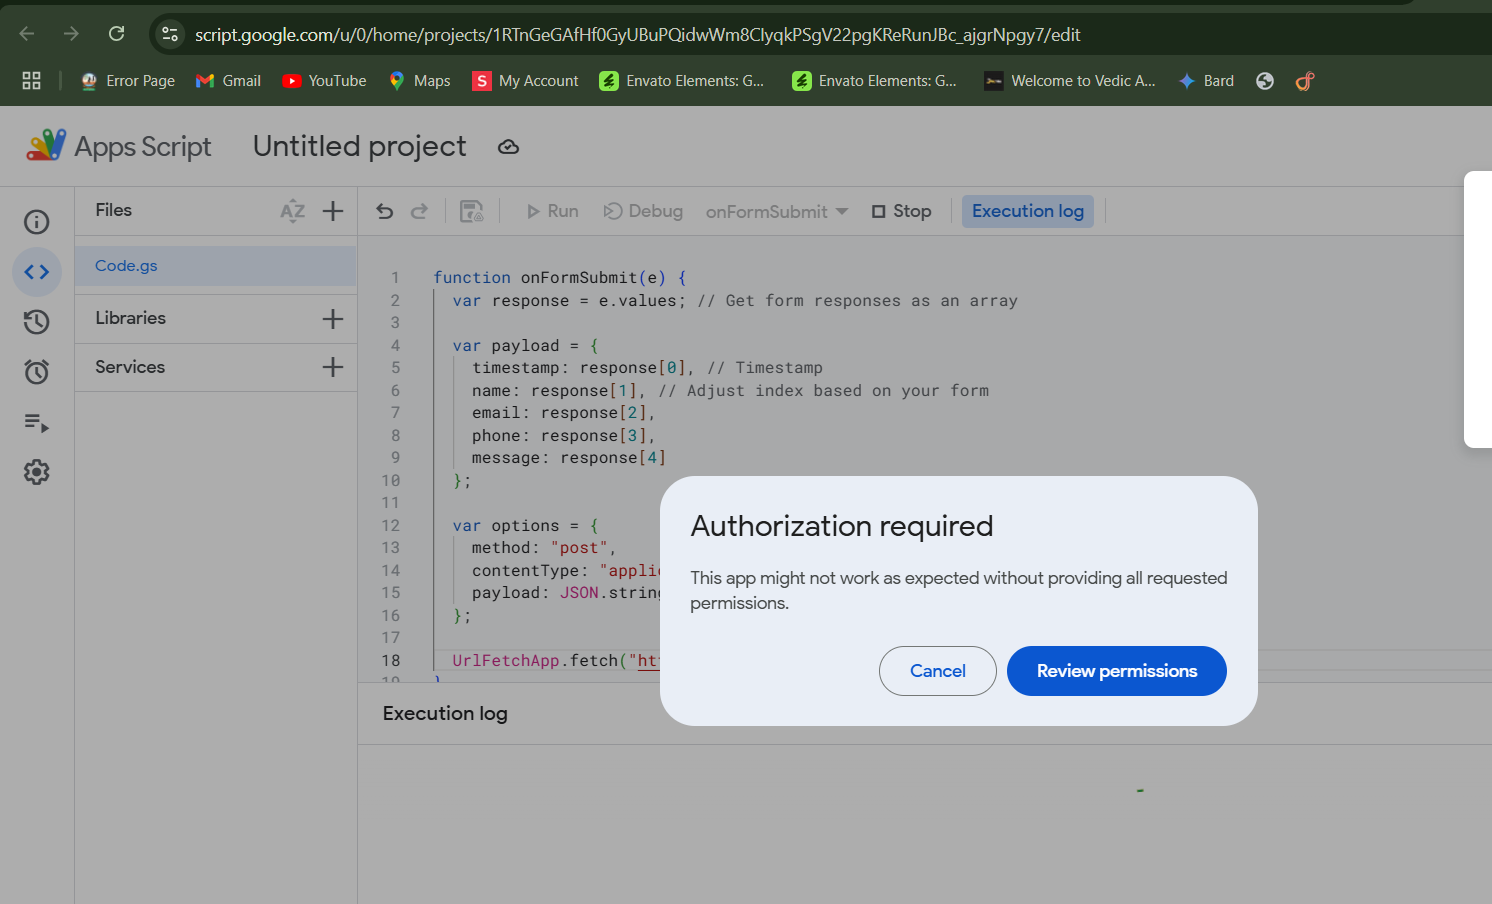 script.google.com/u/0/home/projects/1RTnGeGAfHf0GyUBuPQidwWm8ClyqkPSgV22pgKReRunJBc_ajgrNpgy7/edit
Error Page Gmail YouTube Maps S My Account Envato Elements: G... Envato Elements: G... Welcome to Vedic A... Bard
Apps Script Untitled project
Files AZ Run Debug onFormSubmit Stop Execution log
Code.gs
Libraries
Services
1 function onFormSubmit(e) {
2 var response = e.values; // Get form responses as an array
3
4 var payload = {
5 timestamp: response[0], // Timestamp
6 name: response[1], // Adjust index based on your form
7 email: response[2],
8 phone: response[3],
9 message: response[4]
10 };
11
12 var options = {
13 method: "post",
14 contentType: "applic
15 payload: JSON.string
16 };
17
18 UrlFetchApp.fetch("ht
19 }
Authorization required
This app might not work as expected without providing all requested
permissions.
Cancel Review permissions
Execution log